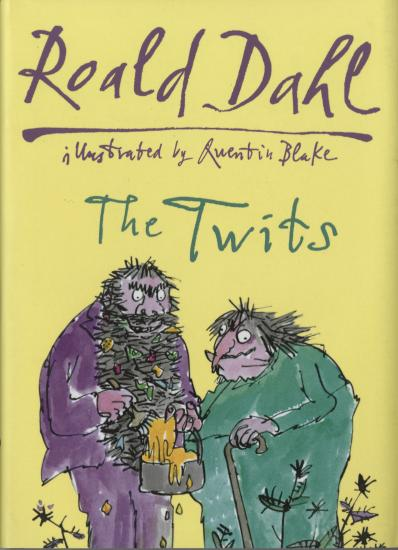 Roald Dahl
illustrated by Quentin Blake
The Twits